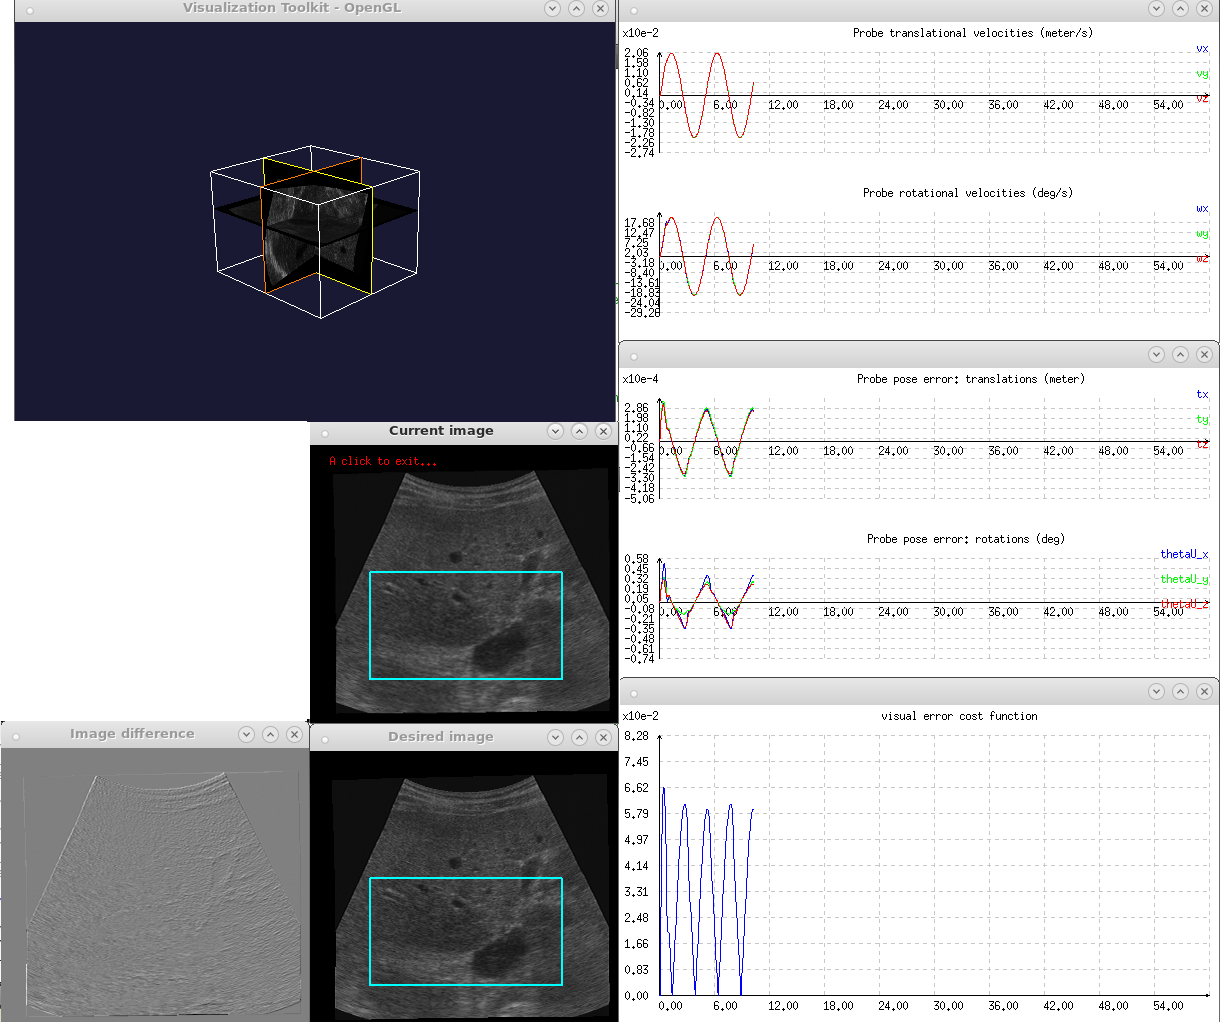 Visualization Toolkit - OpenGL
Probe translational velocities (meter/s)
x10e-2
vx
vy
vz
2.06
1.58
1.10
0.62
0.14
-0.34
-0.82
-1.30
-1.78
-2.26
-2.74
0.00 6.00 12.00 18.00 24.00 30.00 36.00 42.00 48.00 54.00
Probe rotational velocities (deg/s)
wx
wy
wz
17.68
12.47
7.25
2.03
-3.18
-8.40
-13.61
-18.83
-24.04
-29.26
0.00 6.00 12.00 18.00 24.00 30.00 36.00 42.00 48.00 54.00
Probe pose error: translations (meter)
x10e-4
tx
ty
tz
2.86
1.98
1.10
0.22
-0.66
-1.54
-2.42
-3.30
-4.18
-5.06
0.00 6.00 12.00 18.00 24.00 30.00 36.00 42.00 48.00 54.00
Probe pose error: rotations (deg)
thetaU_x
thetaU_y
thetaU_z
0.58
0.45
0.32
0.19
0.05
-0.08
-0.21
-0.35
-0.48
-0.61
-0.74
0.00 6.00 12.00 18.00 24.00 30.00 36.00 42.00 48.00 54.00
Current image
A click to exit...
Image difference
Desired image
visual error cost function
x10e-2
8.28
7.45
6.62
5.79
4.97
4.14
3.31
2.48
1.66
0.83
0.00
0.00 6.00 12.00 18.00 24.00 30.00 36.00 42.00 48.00 54.00